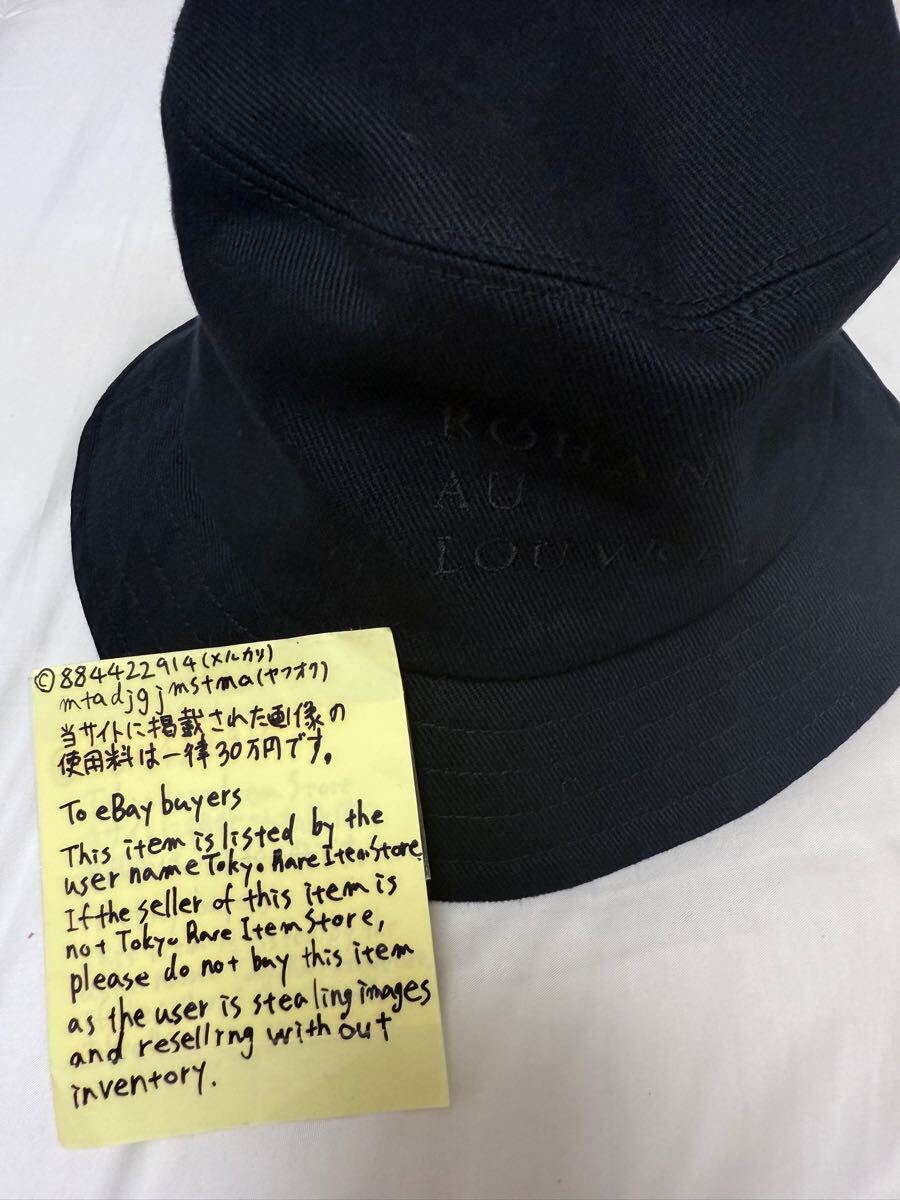 ROHAN
AU
LOUVRE
©884422914(メルカリ)
mtadjgjmstma(ヤフオク)
当サイトに掲載された画像の
使用料は一律30万円です。
To eBay buyers
This item is listed by the
user name Tokyo Rare Item Store
If the seller of this item is
not Tokyo Rare Item Store,
please do not buy this item
as the user is stealing images
and reselling without
inventory.